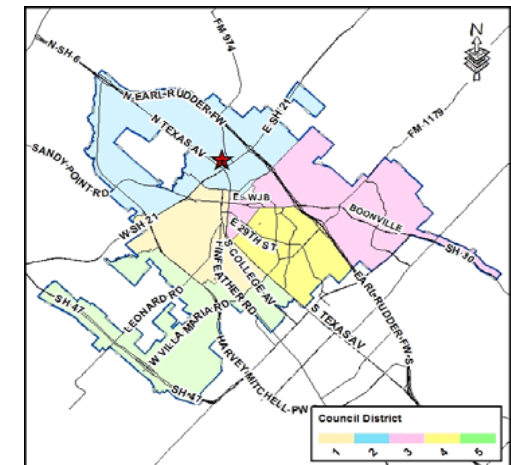 N
FM 974
N-SH-6
N-EARL-RUDDER-FW
E SH 21
N TEXAS AV
FM-1179
SANDY-POINT-RD
E WJB
BOONVILLE
W-SH 21
E 29TH ST
SH-30
S COLLEGE AV
FINFEATHER RD
EARL-RUDDER-FW-S
LEONARD RD
SH 47
W VILLA MARIA RD
S TEXAS AV
HARVEY-MITCHELL-PW
SH-47
Council District
1 2 3 4 5